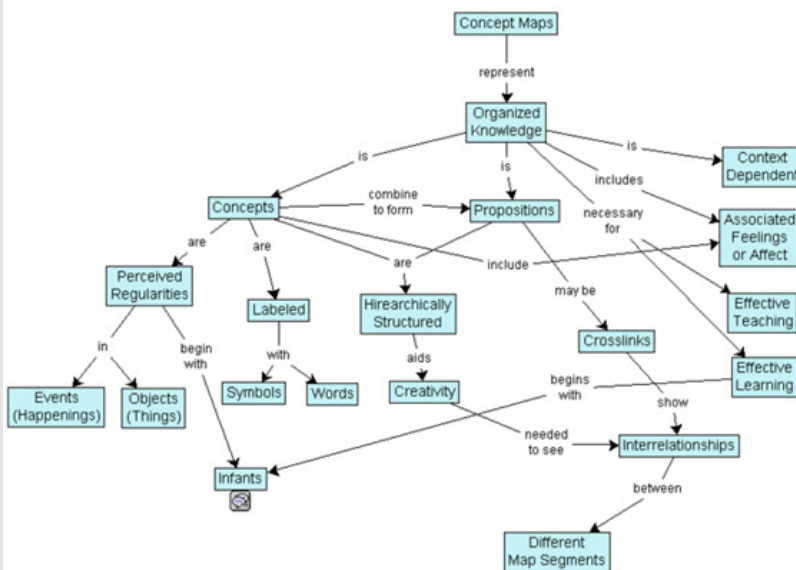 Concept Maps
represent
Organized
Knowledge
is
is
is
Context
Dependent
includes
combine
to form
Concepts
Propositions
necessary
for
Associated
Feelings
or Affect
are
are
are
include
Perceived
Regularities
Labeled
Hirearchically
Structured
may be
Effective
Teaching
in
begin
with
with
aids
Crosslinks
Events
(Happenings)
Objects
(Things)
Symbols
Words
Creativity
begins
with
show
Effective
Learning
needed
to see
Interrelationships
Infants
between
Different
Map Segments